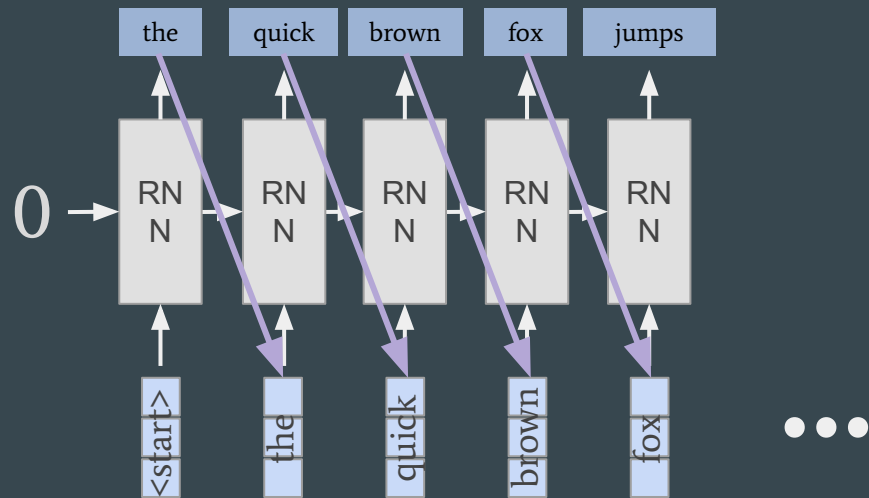 the quick brown fox jumps
RN RN RN RN RN
0
N N N N N
<start> the quick brown fox